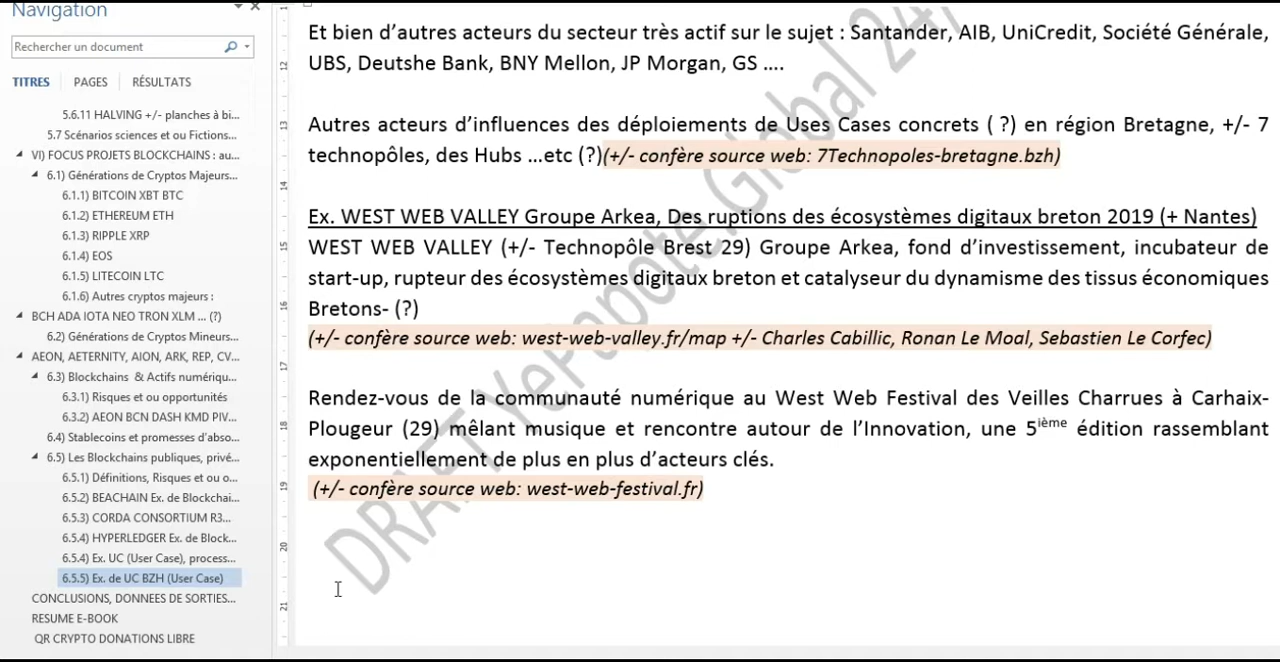 Navigation
Rechercher un document
TITRES PAGES RÉSULTATS
5.6.11 HALVING +/- planches à bi...
5.7 Scénarios sciences et ou Fictions...
VI) FOCUS PROJETS BLOCKCHAINS : au...
6.1) Générations de Cryptos Majeurs...
6.1.1) BITCOIN XBT BTC
6.1.2) ETHEREUM ETH
6.1.3) RIPPLE XRP
6.1.4) EOS
6.1.5) LITECOIN LTC
6.1.6) Autres cryptos majeurs :
BCH ADA IOTA NEO TRON XLM ... (?)
6.2) Générations de Cryptos Mineurs...
AEON, AETERNITY, AION, ARK, REP, CV...
6.3) Blockchains & Actifs numériqu...
6.3.1) Risques et ou opportunités
6.3.2) AEON BCN DASH KMD PIV...
6.4) Stablecoins et promesses d'abso...
6.5) Les Blockchains publiques, privé...
6.5.1) Définitions, Risques et ou o...
6.5.2) BEACHAIN Ex. de Blockchai...
6.5.3) CORDA CONSORTIUM R3...
6.5.4) HYPERLEDGER Ex. de Block...
6.5.4) Ex. UC (User Case), process...
6.5.5) Ex. de UC BZH (User Case)
CONCLUSIONS, DONNEES DE SORTIES...
RESUME E-BOOK
QR CRYPTO DONATIONS LIBRE
12
13
14
15
16
17
18
19
20
21
Et bien d'autres acteurs du secteur très actif sur le sujet : Santander, AIB, UniCredit, Société Générale,
UBS, Deutshe Bank, BNY Mellon, JP Morgan, GS ....
Autres acteurs d'influences des déploiements de Uses Cases concrets ( ?) en région Bretagne, +/- 7
technopôles, des Hubs ...etc (?)(+/- confère source web: 7Technopoles-bretagne.bzh)
Ex. WEST WEB VALLEY Groupe Arkea, Des ruptions des écosystèmes digitaux breton 2019 (+ Nantes)
WEST WEB VALLEY (+/- Technopôle Brest 29) Groupe Arkea, fond d'investissement, incubateur de
start-up, rupteur des écosystèmes digitaux breton et catalyseur du dynamisme des tissus économiques
Bretons- (?)
(+/- confère source web: west-web-valley.fr/map +/- Charles Cabillic, Ronan Le Moal, Sebastien Le Corfec)
Rendez-vous de la communauté numérique au West Web Festival des Veilles Charrues à Carhaix-
Plougeur (29) mêlant musique et rencontre autour de l'Innovation, une 5ième édition rassemblant
exponentiellement de plus en plus d'acteurs clés.
(+/- confère source web: west-web-festival.fr)